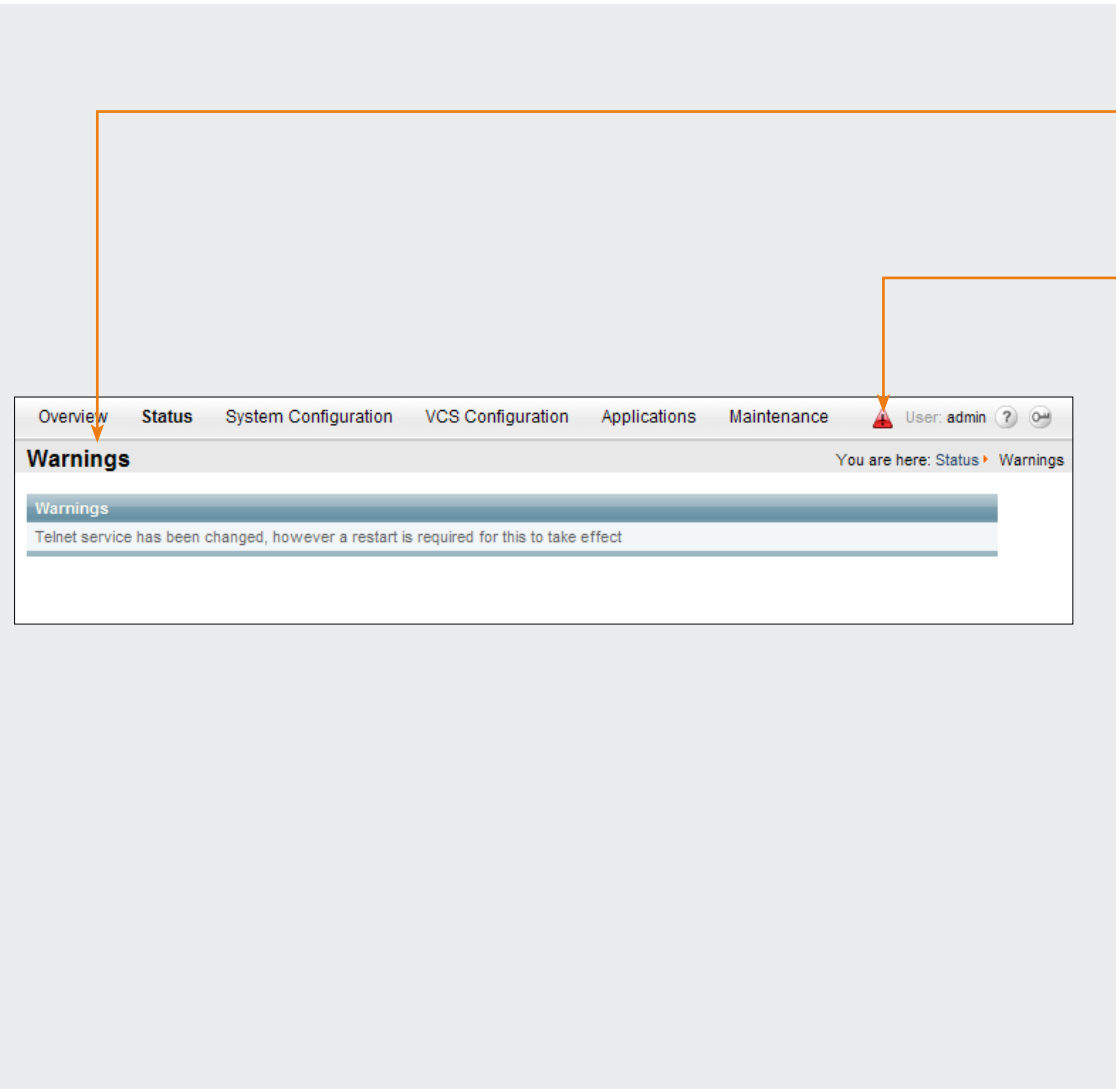 Overview Status System Configuration VCS Configuration Applications Maintenance User: admin ?
Warnings You are here: Status Warnings
Warnings
Telnet service has been changed, however a restart is required for this to take effect